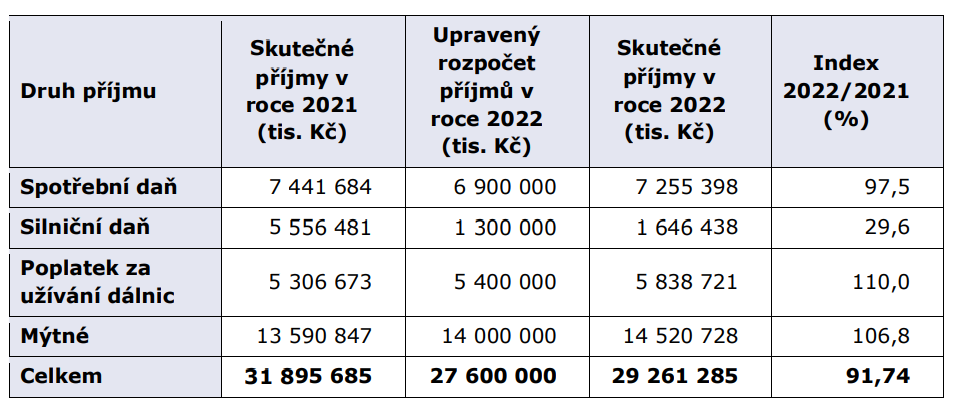 Druh příjmu
Skutečné
příjmy v
roce 2021
(tis. Kč)
Upravený
rozpočet
příjmů v
roce 2022
(tis. Kč)
Skutečné
příjmy v
roce 2022
(tis. Kč)
Index
2022/2021
(%)
Spotřební daň 7 441 684 6 900 000 7 255 398 97,5
Silniční daň 5 556 481 1 300 000 1 646 438 29,6
Poplatek za
užívání dálnic 5 306 673 5 400 000 5 838 721 110,0
Mýtné 13 590 847 14 000 000 14 520 728 106,8
Celkem 31 895 685 27 600 000 29 261 285 91,74